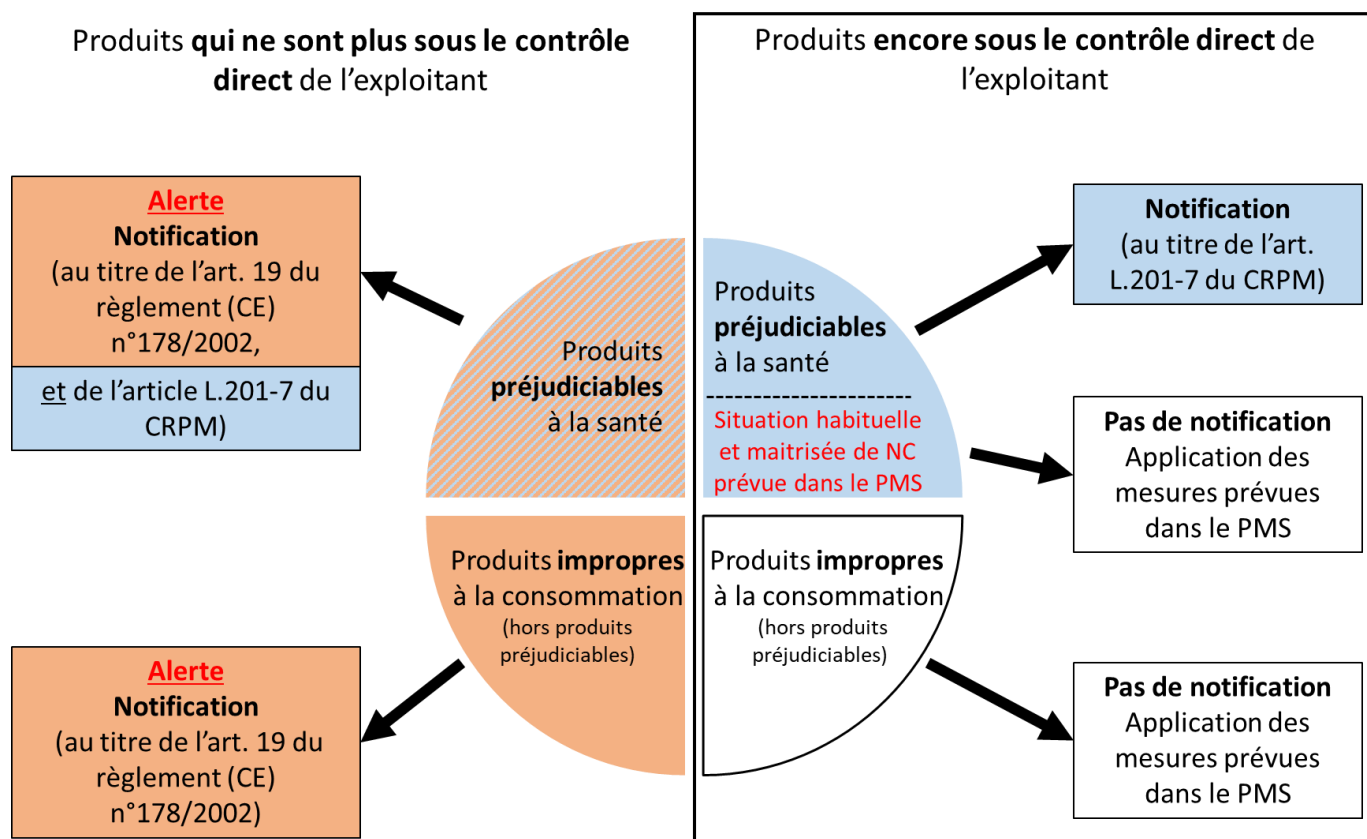 Produits qui ne sont plus sous le contrôle
direct de l’exploitant
Alerte
Notification
(au titre de l’art. 19 du
règlement (CE)
n°178/2002,
et de l’article L.201-7 du
CRPM)
Produits
préjudiciables
à la santé
Produits impropres
à la consommation
(hors produits
préjudiciables)
Alerte
Notification
(au titre de l’art. 19 du
règlement (CE)
n°178/2002)
Produits encore sous le contrôle direct de
l’exploitant
Produits
préjudiciables
à la santé
Situation habituelle
et maitrisée de NC
prévue dans le PMS
Notification
(au titre de l’art.
L.201-7 du CRPM)
Pas de notification
Application des
mesures prévues
dans le PMS
Produits impropres
à la consommation
(hors produits
préjudiciables)
Pas de notification
Application des
mesures prévues
dans le PMS